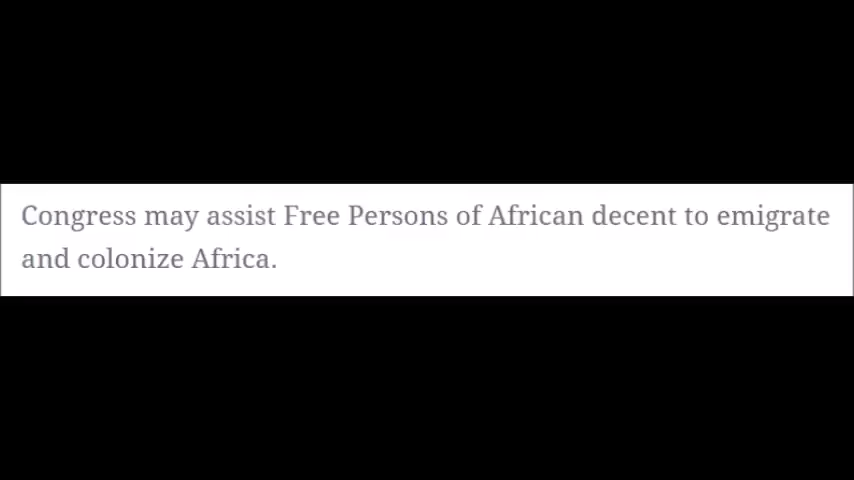 Congress may assist Free Persons of African decent to emigrate
and colonize Africa.